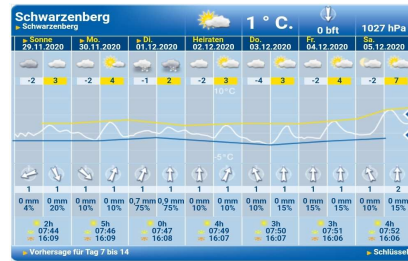 Schwarzenberg
Schwarzenberg
1 ° C.
0 bft
1027 hPa
Sonne
29.11.2020
Mo.
30.11.2020
Di.
01.12.2020
Heiraten
02.12.2020
Do.
03.12.2020
Fr.
04.12.2020
Sa.
05.12.2020
-2 3 -2 4 -1 2 -2 3 -4 3 -2 4 -2 7
10°C
-5°C
1 1 1 1 1 1 1 1 1 1 1 1 1 2
0 mm 0 mm 0 mm 0 mm 0,7 mm 0,9 mm 0 mm 0 mm 0 mm 0 mm 0 mm 0 mm 0 mm 0 mm
4% 20% 10% 10% 75% 75% 10% 10% 10% 15% 15% 15% 10% 15%
2h 5h 0h 4h 3h 3h 4h
07:44 07:46 07:47 07:49 07:50 07:51 07:52
16:09 16:09 16:08 16:07 16:07 16:06 16:06
Vorhersage für Tag 7 bis 14
Schlüssel